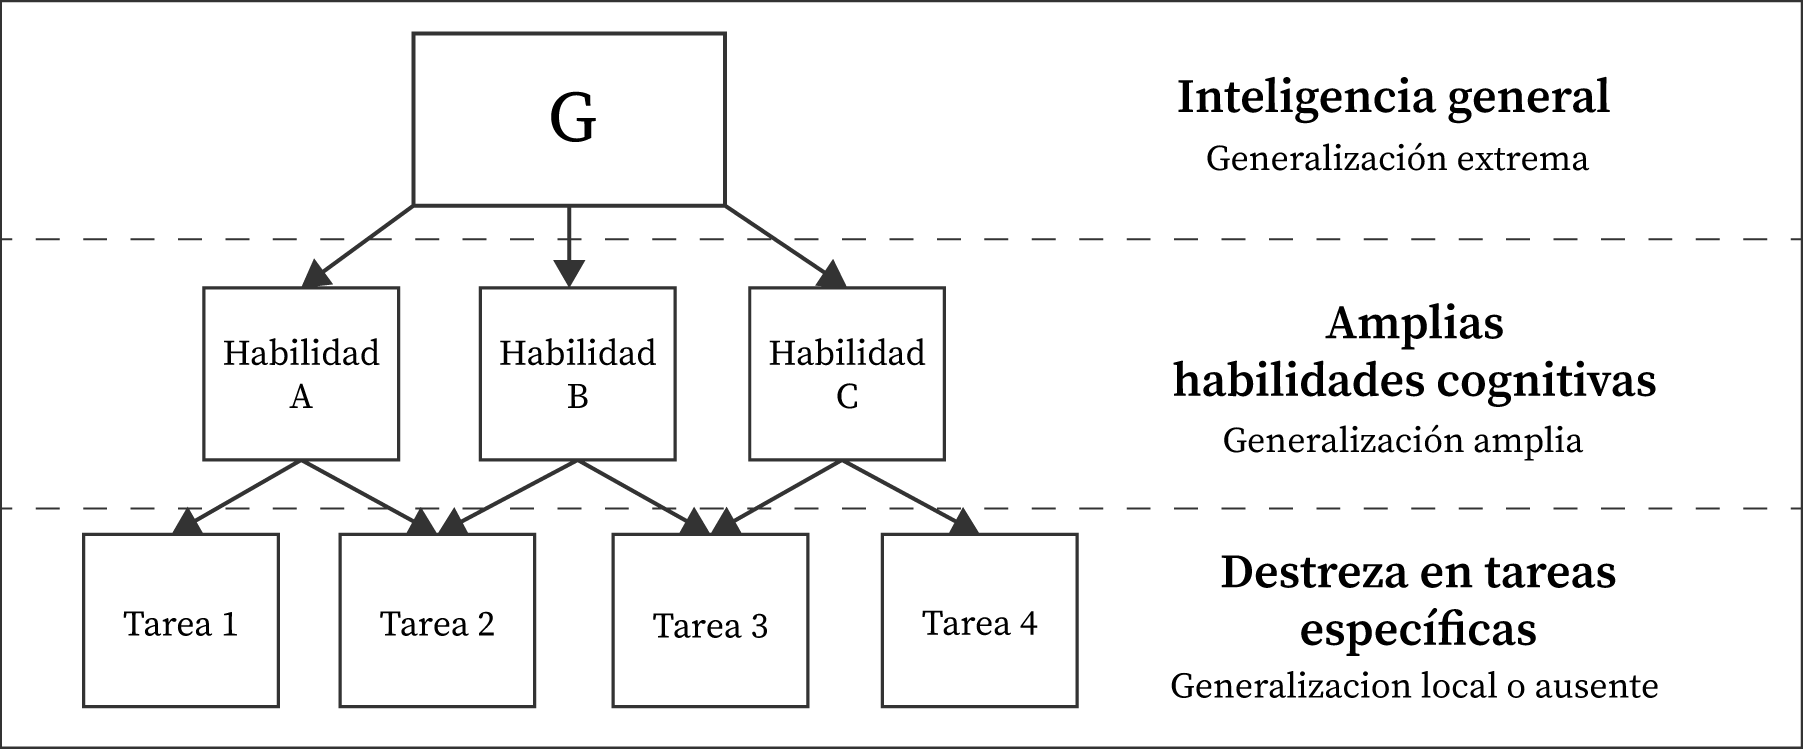 G
Inteligencia general
Generalización extrema
Habilidad
A
Habilidad
B
Habilidad
C
Amplias
habilidades cognitivas
Generalización amplia
Tarea 1
Tarea 2
Tarea 3
Tarea 4
Destreza en tareas
específicas
Generalizacion local o ausente